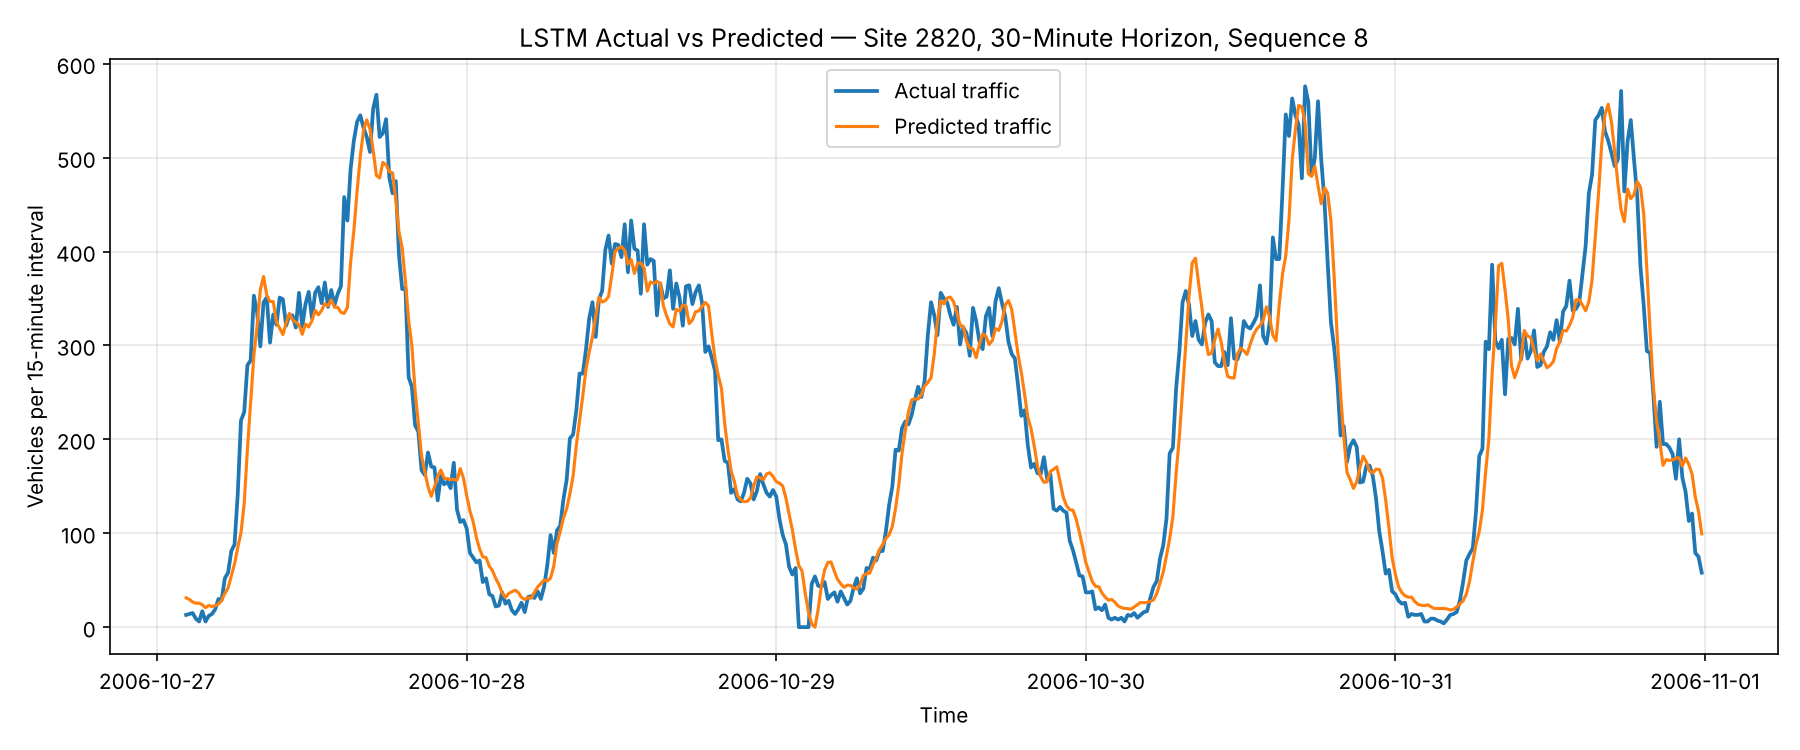 LSTM Actual vs Predicted — Site 2820, 30-Minute Horizon, Sequence 8
Actual traffic
Predicted traffic
Vehicles per 15-minute interval
600
500
400
300
200
100
0
2006-10-27
2006-10-28
2006-10-29
2006-10-30
2006-10-31
2006-11-01
Time